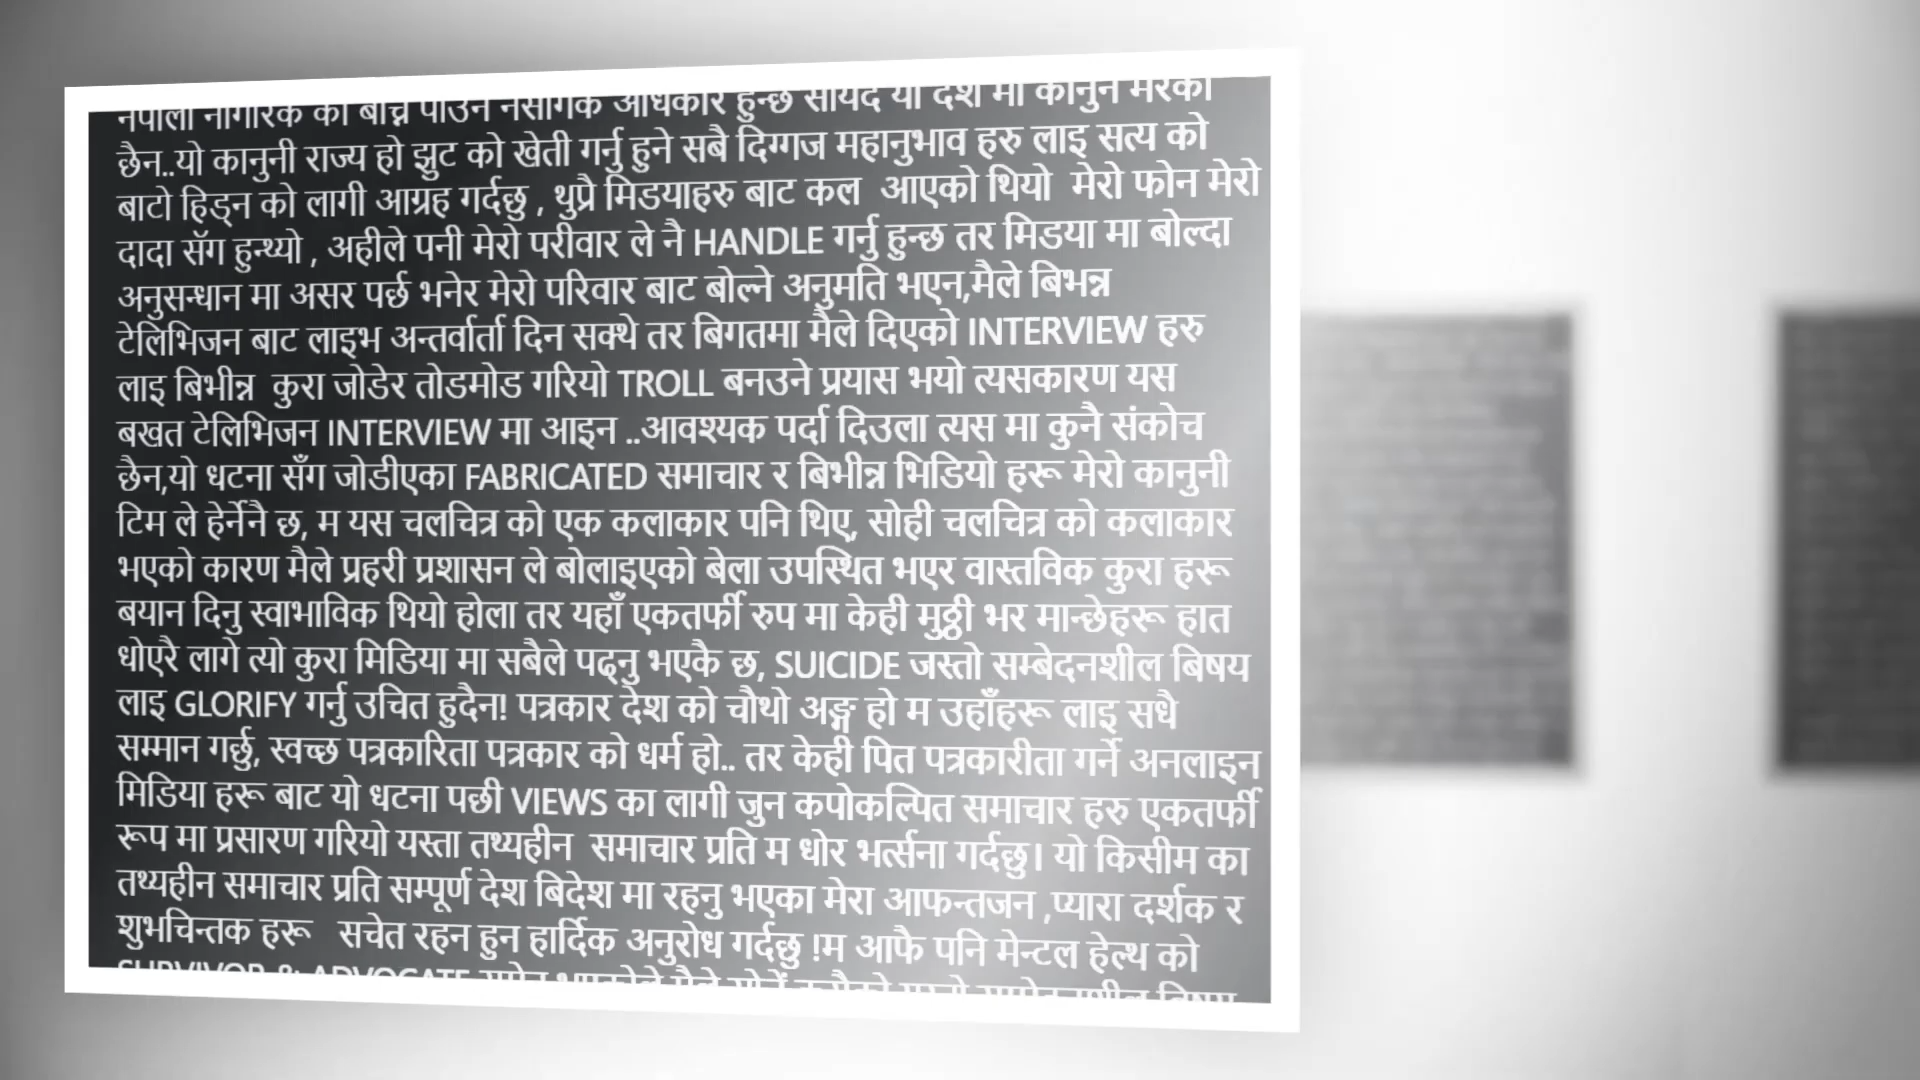 नेपाली नागरिक को बाच्न पाउने नैसर्गिक अधिकार हुन्छ सायद यो देश मा कानुन मरेको
छैन..यो कानुनी राज्य हो झुट को खेती गर्नु हुने सबै दिग्गज महानुभाव हरु लाइ सत्य को
बाटो हिड्न को लागी आग्रह गर्दछु , थुप्रै मिडयाहरु बाट कल आएको थियो मेरो फोन मेरो
दादा सॅग हुन्थ्यो , अहीले पनी मेरो परीवार ले नै HANDLE गर्नु हुन्छ तर मिडया मा बोल्दा
अनुसन्धान मा असर पर्छ भनेर मेरो परिवार बाट बोल्ने अनुमति भएन,मैले बिभन्न
टेलिभिजन बाट लाइभ अन्तर्वार्ता दिन सक्थे तर बिगतमा मैले दिएको INTERVIEW हरु
लाइ बिभीन्न कुरा जोडेर तोडमोड गरियो TROLL बनउने प्रयास भयो त्यसकारण यस
बखत टेलिभिजन INTERVIEW मा आइन ..आवश्यक पर्दा दिउला त्यस मा कुनै संकोच
छैन,यो धटना सँग जोडीएका FABRICATED समाचार र बिभीन्न भिडियो हरू मेरो कानुनी
टिम ले हेर्नेनै छ, म यस चलचित्र को एक कलाकार पनि थिए, सोही चलचित्र को कलाकार
भएको कारण मैले प्रहरी प्रशासन ले बोलाइएको बेला उपस्थित भएर वास्तविक कुरा हरू
बयान दिनु स्वाभाविक थियो होला तर यहाँ एकतर्फी रुप मा केही मुठ्ठी भर मान्छेहरू हात
धोएरै लागे त्यो कुरा मिडिया मा सबैले पढ्नु भएकै छ, SUICIDE जस्तो सम्बेदनशील बिषय
लाइ GLORIFY गर्नु उचित हुदैन! पत्रकार देश को चौथो अङ्ग हो म उहाँहरू लाइ सधै
सम्मान गर्छु, स्वच्छ पत्रकारिता पत्रकार को धर्म हो.. तर केही पित पत्रकारीता गर्ने अनलाइन
मिडिया हरू बाट यो धटना पछी VIEWS का लागी जुन कपोकल्पित समाचार हरु एकतर्फी
रूप मा प्रसारण गरियो यस्ता तथ्यहीन समाचार प्रति म धोर भर्त्सना गर्दछु। यो किसीम का
तथ्यहीन समाचार प्रति सम्पूर्ण देश बिदेश मा रहनु भएका मेरा आफन्तजन ,प्यारा दर्शक र
शुभचिन्तक हरू सचेत रहन हुन हार्दिक अनुरोध गर्दछु !म आफै पनि मेन्टल हेल्थ को
SURVIVOR & ADVOCATE